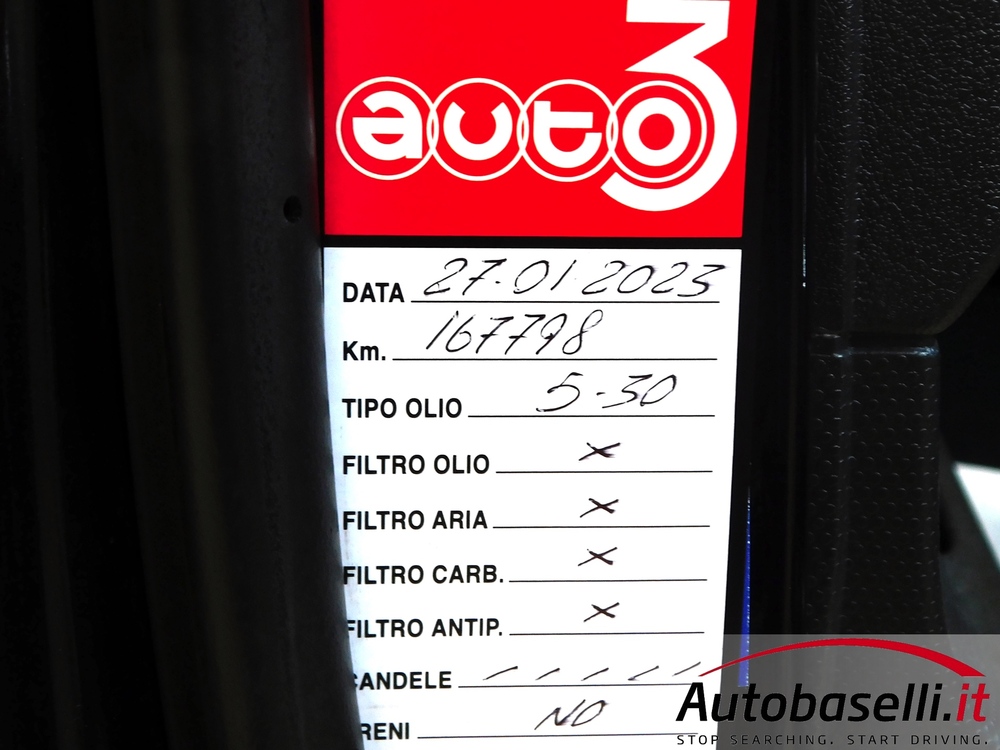 auto3
DATA 27-01 2023
Km. 167798
TIPO OLIO 5-30
FILTRO OLIO X
FILTRO ARIA X
FILTRO CARB. X
FILTRO ANTIP. X
CANDELE / / / / /
RENI NO
Autobaselli.it
STOP SEARCHING. START DRIVING.